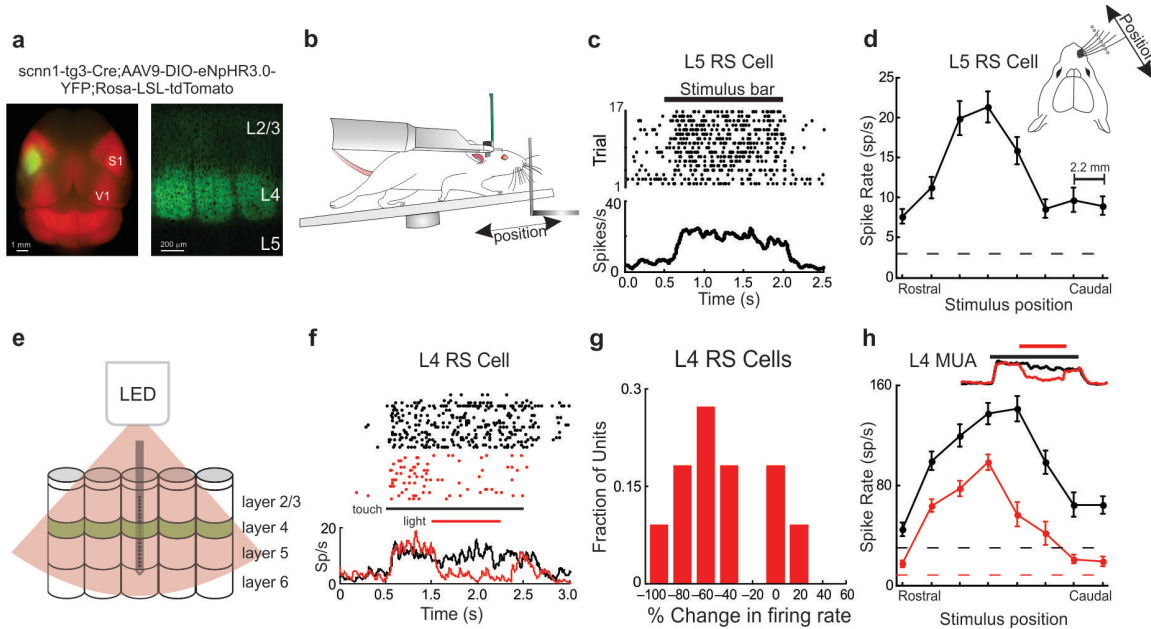 a
scnn1-tg3-Cre;AAV9-DIO-eNpHR3.0-
YFP;Rosa-LSL-tdTomato
S1
V1
1 mm
L2/3
L4
L5
200 μm
b
position
c
L5 RS Cell
Stimulus bar
17
Trial
1
40
Spikes/s
0
0.0 0.5 1.0 1.5 2.0 2.5
Time (s)
d
L5 RS Cell
Position
25
20
15
10
5
0
Spike Rate (sp/s)
2.2 mm
Rostral
Caudal
Stimulus position
e
LED
layer 2/3
layer 4
layer 5
layer 6
f
L4 RS Cell
touch
light
20
Sp/s
0
0.0 0.5 1.0 1.5 2.0 2.5 3.0
Time (s)
g
L4 RS Cells
0.3
0.15
0
Fraction of Units
−100 −80 −60 −40 −20 0 20 40 60
% Change in firing rate
h
L4 MUA
160
80
0
Spike Rate (sp/s)
Rostral
Caudal
Stimulus position